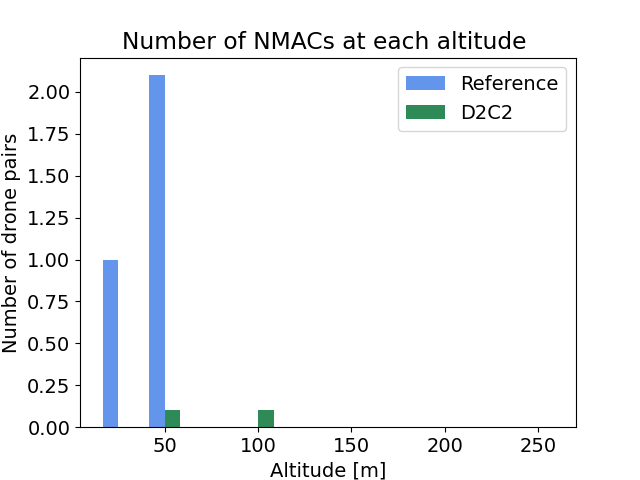 Number of NMACs at each altitude
Reference
D2C2
Number of drone pairs
2.00
1.75
1.50
1.25
1.00
0.75
0.50
0.25
0.00
50 100 150 200 250
Altitude [m]